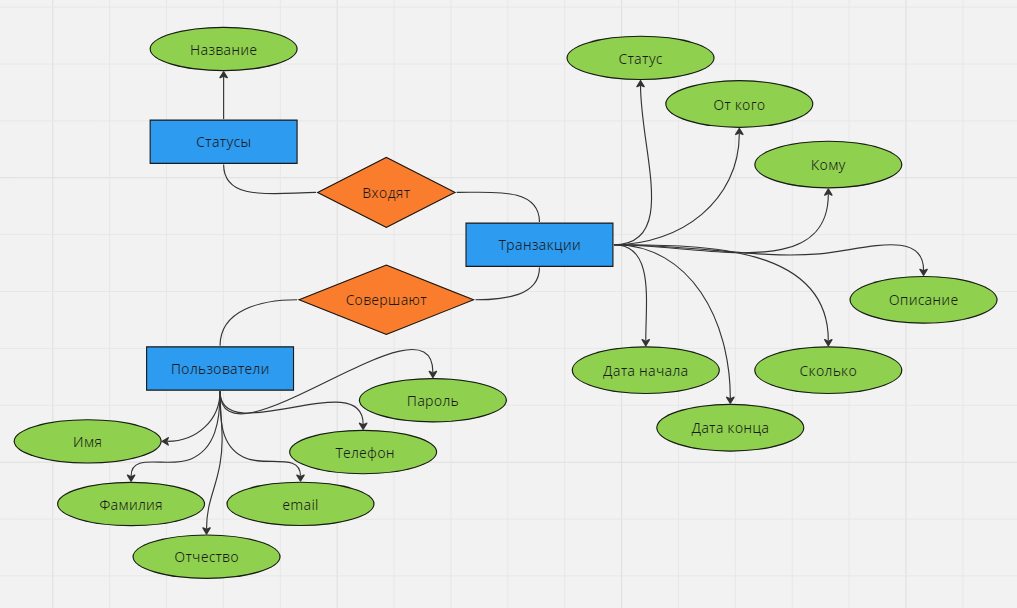 Название
Статус
От кого
Статусы
Кому
Входят
Транзакции
Совершают
Описание
Пользователи
Дата начала
Сколько
Пароль
Дата конца
Имя
Телефон
Фамилия
email
Отчество